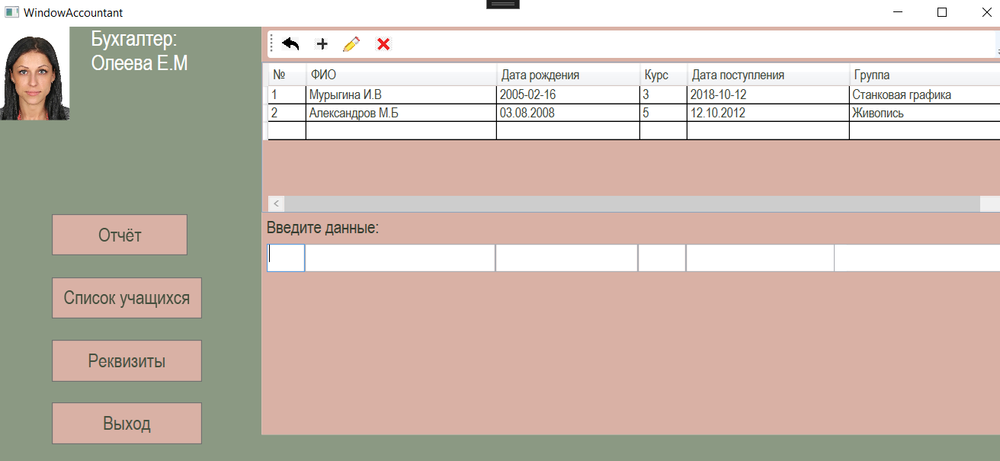 WindowAccountant
Бухгалтер:
Олеева Е.М
№ ФИО Дата рождения Курс Дата поступления Группа
1 Мурыгина И.В 2005-02-16 3 2018-10-12 Станковая графика
2 Александров М.Б 03.08.2008 5 12.10.2012 Живопись
Введите данные:
Отчёт
Список учащихся
Реквизиты
Выход